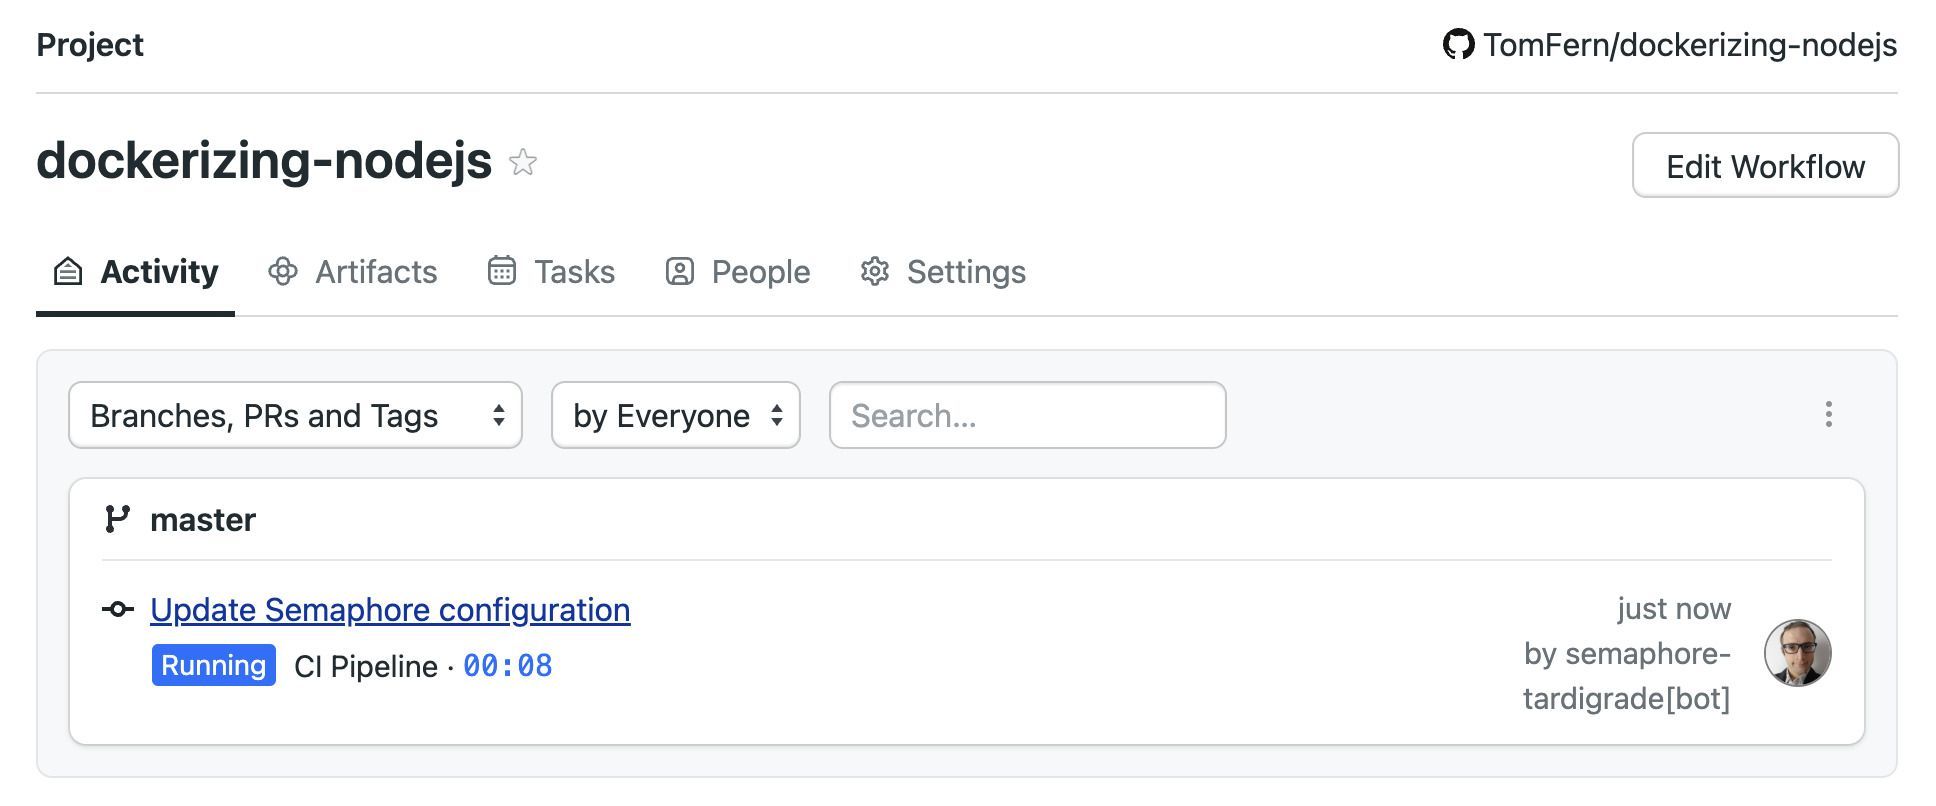 Project
TomFern/dockerizing-nodejs
dockerizing-nodejs
Edit Workflow
Activity
Artifacts
Tasks
People
Settings
Branches, PRs and Tags
by Everyone
Search...
master
Update Semaphore configuration
Running CI Pipeline · 00:08
just now
by semaphore-
tardigrade[bot]